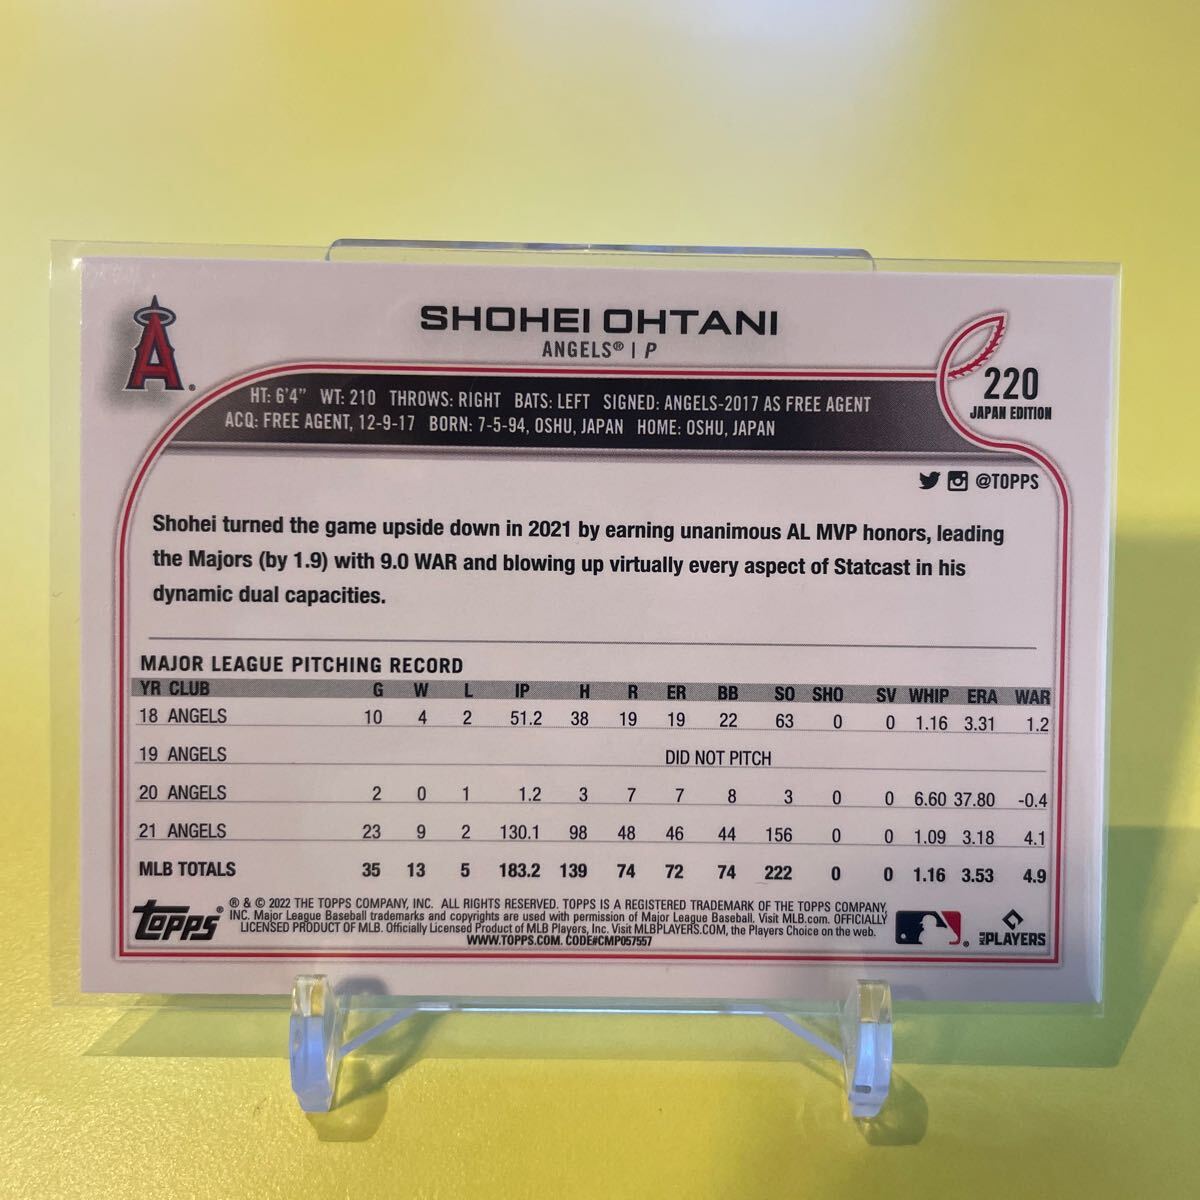 SHOHEI OHTANI
ANGELS® | P
A
220
JAPAN EDITION
HT: 6'4" WT: 210 THROWS: RIGHT BATS: LEFT SIGNED: ANGELS-2017 AS FREE AGENT
ACQ: FREE AGENT, 12-9-17 BORN: 7-5-94, OSHU, JAPAN HOME: OSHU, JAPAN
@TOPPS
Shohei turned the game upside down in 2021 by earning unanimous AL MVP honors, leading
the Majors (by 1.9) with 9.0 WAR and blowing up virtually every aspect of Statcast in his
dynamic dual capacities.
MAJOR LEAGUE PITCHING RECORD
YR CLUB G W L IP H R ER BB SO SHO SV WHIP ERA WAR
18 ANGELS 10 4 2 51.2 38 19 19 22 63 0 0 1.16 3.31 1.2
19 ANGELS DID NOT PITCH
20 ANGELS 2 0 1 1.2 3 7 7 8 3 0 0 6.60 37.80 -0.4
21 ANGELS 23 9 2 130.1 98 48 46 44 156 0 0 1.09 3.18 4.1
MLB TOTALS 35 13 5 183.2 139 74 72 74 222 0 0 1.16 3.53 4.9
TOPPS®
® & © 2022 THE TOPPS COMPANY, INC. ALL RIGHTS RESERVED. TOPPS IS A REGISTERED TRADEMARK OF THE TOPPS COMPANY,
INC. Major League Baseball trademarks and copyrights are used with permission of Major League Baseball. Visit MLB.com. OFFICIALLY
LICENSED PRODUCT OF MLB. Officially Licensed Product of MLB Players, Inc. Visit MLBPLAYERS.COM, the Players Choice on the web.
WWW.TOPPS.COM. CODE#CMP057557
MLB PLAYERS